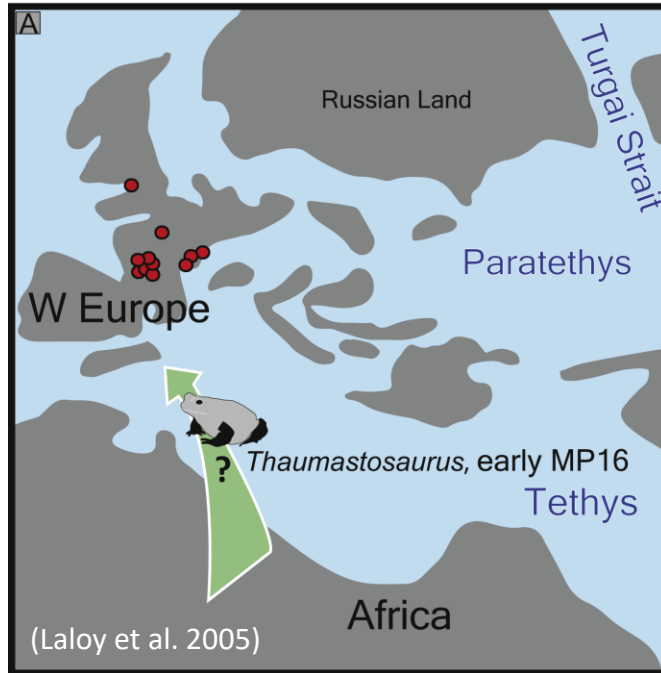 A
Turgai Strait
Russian Land
Paratethys
W Europe
?
Thaumastosaurus, early MP16
Tethys
Africa
(Laloy et al. 2005)